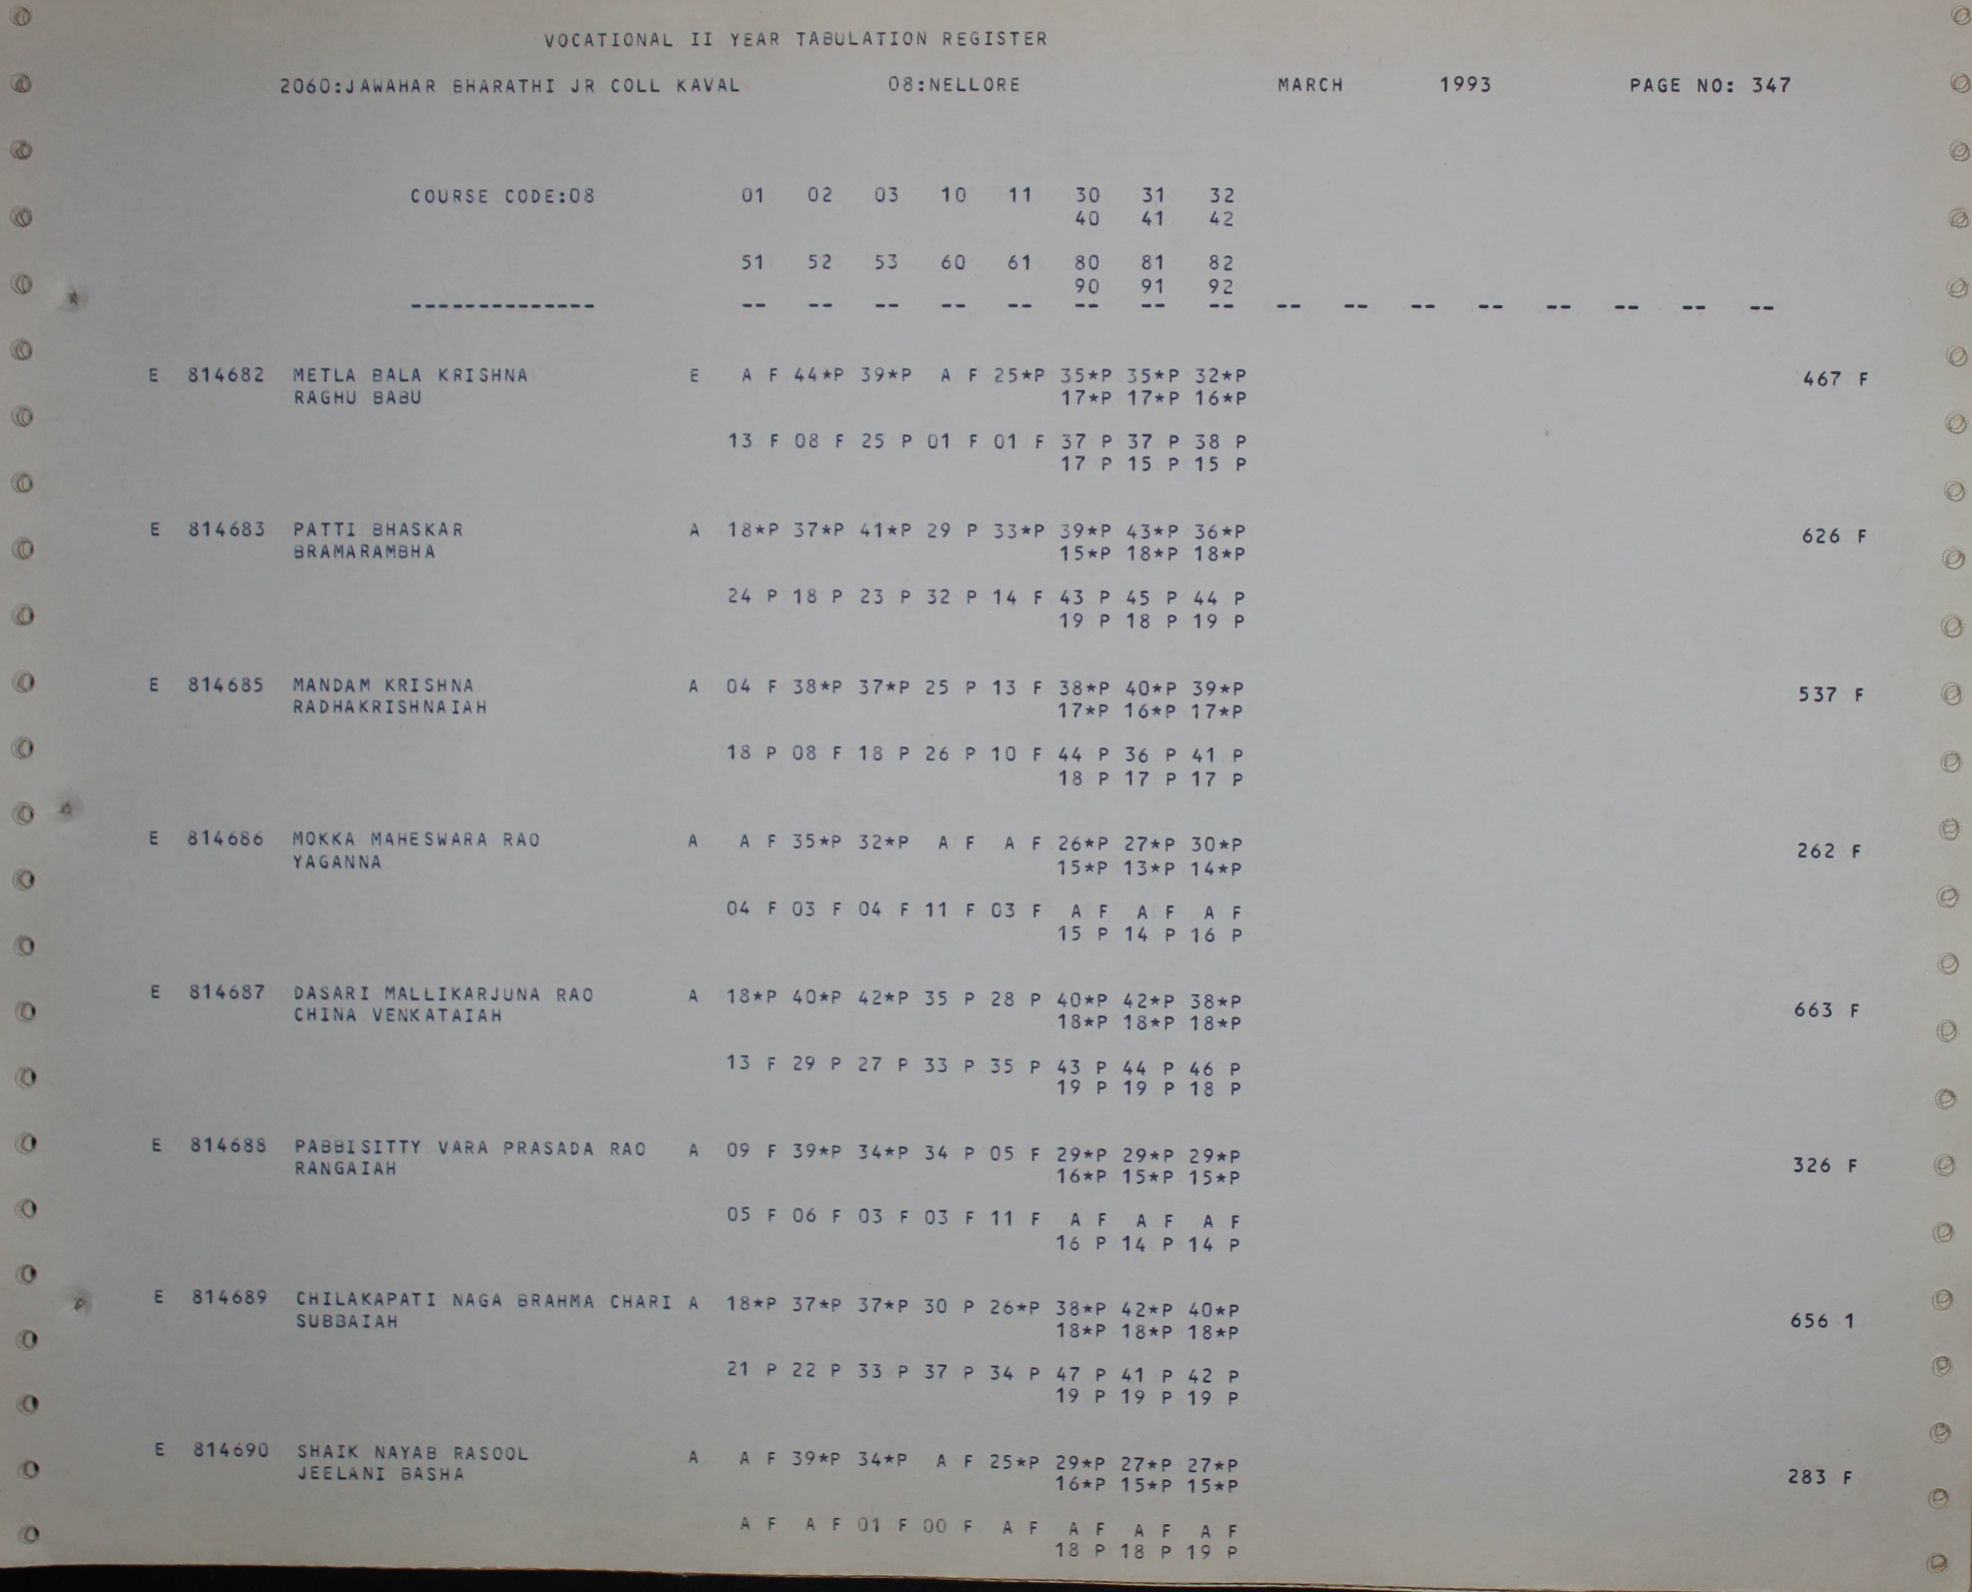 VOCATIONAL II YEAR TABULATION REGISTER
2060:JAWAHAR BHARATHI JR COLL KAVAL 08:NELLORE MARCH 1993 PAGE NO: 347
COURSE CODE:08 01 02 03 10 11 30 31 32
40 41 42
51 52 53 60 61 80 81 82
90 91 92
-------------- -- -- -- -- -- -- -- -- -- -- -- -- -- -- -- --
E 814682 METLA BALA KRISHNA E A F 44*P 39*P A F 25*P 35*P 35*P 32*P 467 F
RAGHU BABU 17*P 17*P 16*P
13 F 08 F 25 P 01 F 01 F 37 P 37 P 38 P
17 P 15 P 15 P
E 814683 PATTI BHASKAR A 18*P 37*P 41*P 29 P 33*P 39*P 43*P 36*P 626 F
BRAMARAMBHA 15*P 18*P 18*P
24 P 18 P 23 P 32 P 14 F 43 P 45 P 44 P
19 P 18 P 19 P
E 814685 MANDAM KRISHNA A 04 F 38*P 37*P 25 P 13 F 38*P 40*P 39*P 537 F
RADHAKRISHNAIAH 17*P 16*P 17*P
18 P 08 F 18 P 26 P 10 F 44 P 36 P 41 P
18 P 17 P 17 P
E 814686 MOKKA MAHESWARA RAO A A F 35*P 32*P A F A F 26*P 27*P 30*P 262 F
YAGANNA 15*P 13*P 14*P
04 F 03 F 04 F 11 F 03 F A F A F A F
15 P 14 P 16 P
E 814687 DASARI MALLIKARJUNA RAO A 18*P 40*P 42*P 35 P 28 P 40*P 42*P 38*P 663 F
CHINA VENKATAIAH 18*P 18*P 18*P
13 F 29 P 27 P 33 P 35 P 43 P 44 P 46 P
19 P 19 P 18 P
E 814688 PABBISITTY VARA PRASADA RAO A 09 F 39*P 34*P 34 P 05 F 29*P 29*P 29*P 326 F
RANGAIAH 16*P 15*P 15*P
05 F 06 F 03 F 03 F 11 F A F A F A F
16 P 14 P 14 P
E 814689 CHILAKAPATI NAGA BRAHMA CHARI A 18*P 37*P 37*P 30 P 26*P 38*P 42*P 40*P 656 1
SUBBAIAH 18*P 18*P 18*P
21 P 22 P 33 P 37 P 34 P 47 P 41 P 42 P
19 P 19 P 19 P
E 814690 SHAIK NAYAB RASOOL A A F 39*P 34*P A F 25*P 29*P 27*P 27*P 283 F
JEELANI BASHA 16*P 15*P 15*P
A F A F 01 F 00 F A F A F A F A F
18 P 18 P 19 P